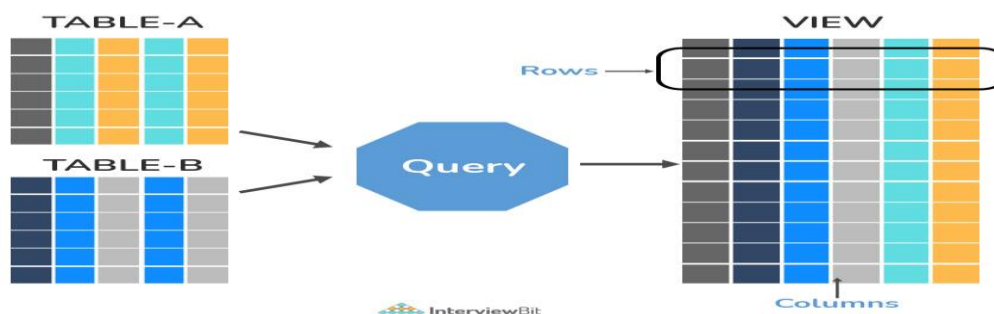 TABLE-A
VIEW
Rows
TABLE-B
Query
Columns
InterviewBit